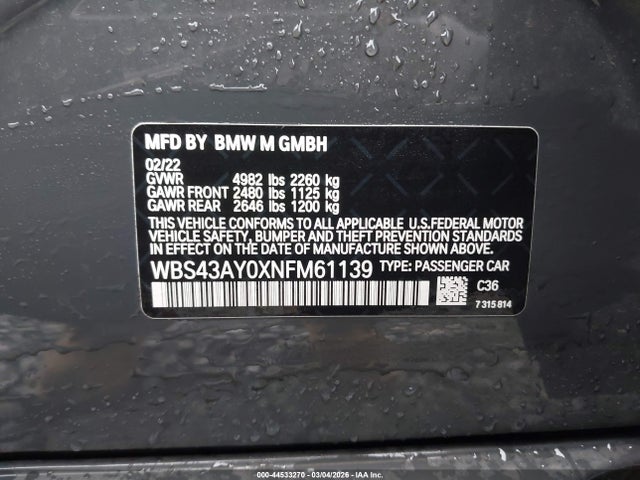 MFD BY BMW M GMBH
02/22
GVWR 4982 lbs 2260 kg
GAWR FRONT 2480 lbs 1125 kg
GAWR REAR 2646 lbs 1200 kg
THIS VEHICLE CONFORMS TO ALL APPLICABLE U.S.FEDERAL MOTOR
VEHICLE SAFETY, BUMPER, AND THEFT PREVENTION STANDARDS
IN EFFECT ON THE DATE OF MANUFACTURE SHOWN ABOVE.
WBS43AY0XNFM61139 TYPE: PASSENGER CAR
C36
7 315 814
000-44533270 - 03/04/2026 - IAA Inc.